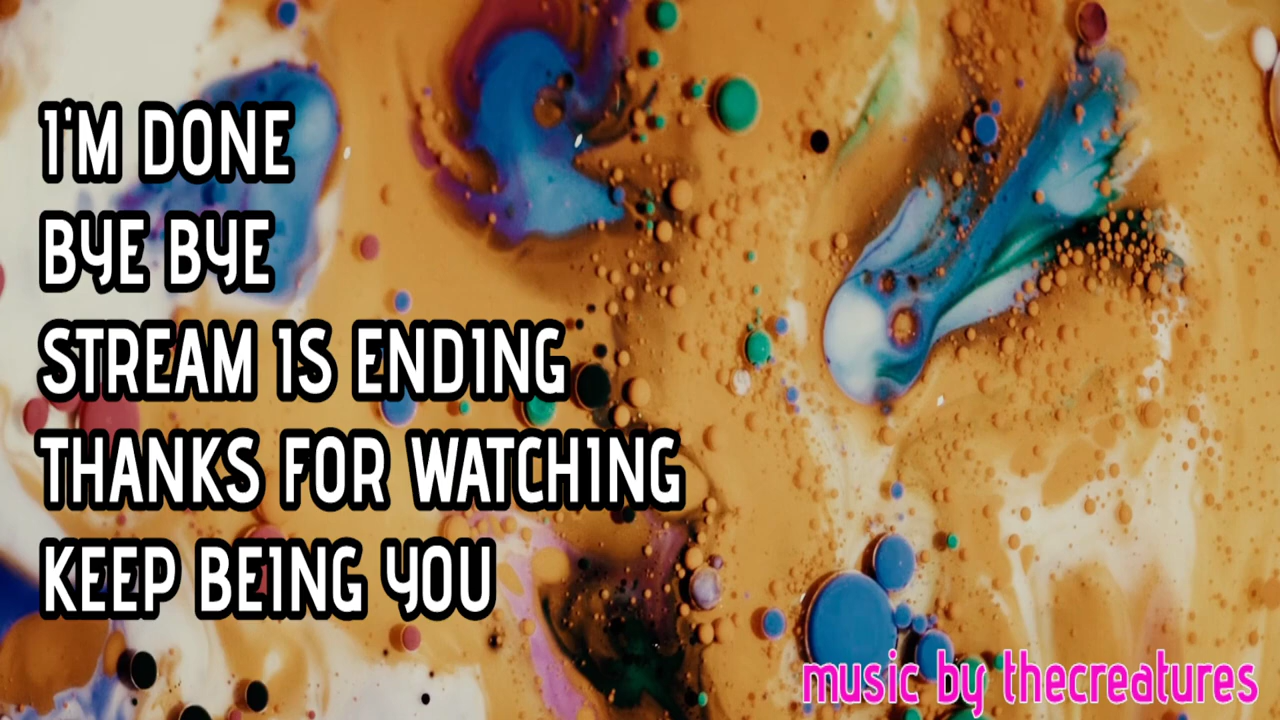 I'M DONE
BYE BYE
STREAM IS ENDING
THANKS FOR WATCHING
KEEP BEING YOU
music by thecreatures